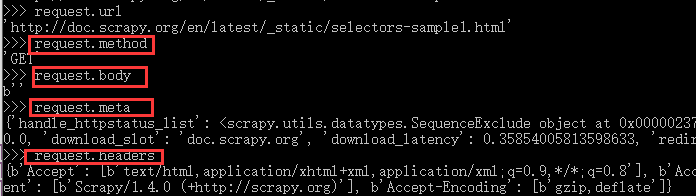 >>> request.url
'http://doc.scrapy.org/en/latest/_static/selectors-sample1.html'
>>> request.method
'GET
>>> request.body
b''
>>> request.meta
{'handle_httpstatus_list': <scrapy.utils.datatypes.SequenceExclude object at 0x00000237
0.0, 'download_slot': 'doc.scrapy.org', 'download_latency': 0.35854005813598633, 'redir
>>> request.headers
{b'Accept': [b'text/html,application/xhtml+xml,application/xml;q=0.9,*/*;q=0.8'], b'Acc
ent': [b'Scrapy/1.4.0 (+http://scrapy.org)'], b'Accept-Encoding': [b'gzip,deflate']}